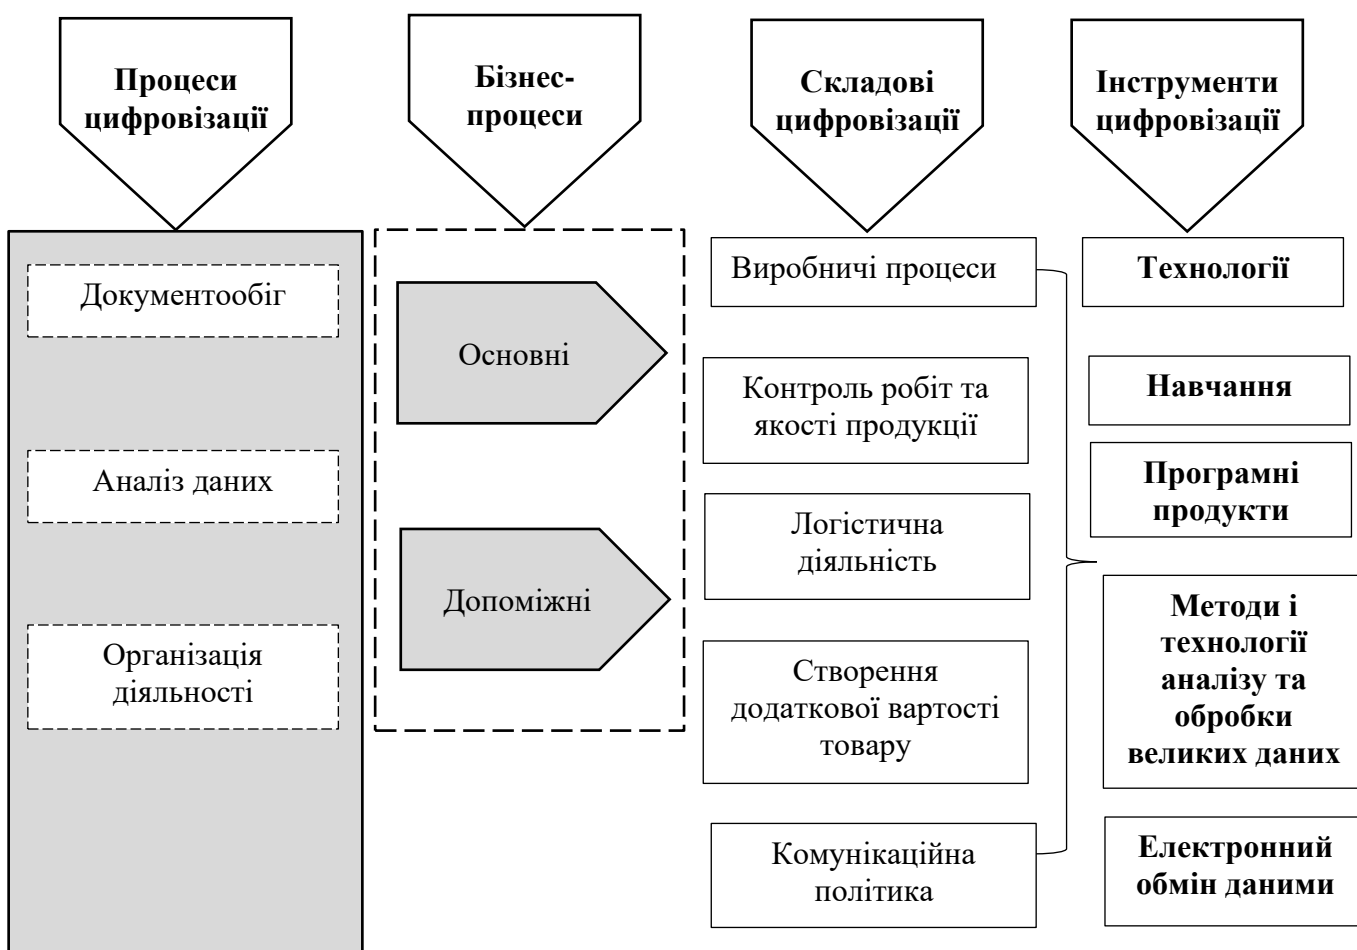 Процеси
цифровізації
Бізнес-
процеси
Складові
цифровізації
Інструменти
цифровізації
Документообіг
Аналіз даних
Організація
діяльності
Основні
Допоміжні
Виробничі процеси
Контроль робіт та
якості продукції
Логістична
діяльність
Створення
додаткової вартості
товару
Комунікаційна
політика
Технології
Навчання
Програмні
продукти
Методи і
технології
аналізу та
обробки
великих даних
Електронний
обмін даними